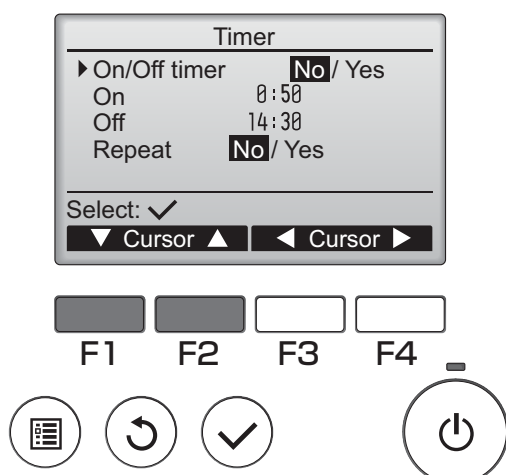 Timer
On/Off timer No / Yes
On 0:50
Off 14:30
Repeat No / Yes
Select: ✓
▼ Cursor ▲ ◀ Cursor ▶
F1 F2 F3 F4